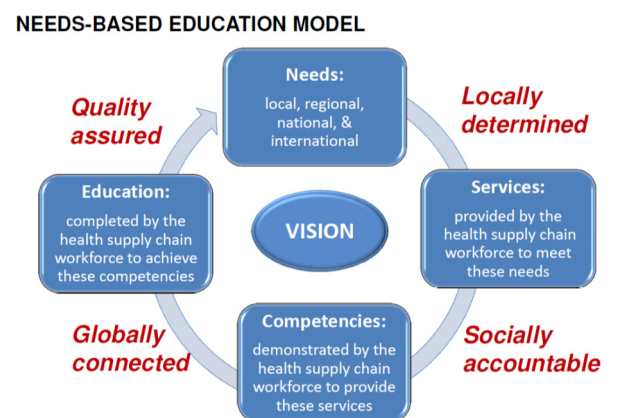 NEEDS-BASED EDUCATION MODEL
Needs:
local, regional,
national, &
international
Quality
assured
Locally
determined
Education:
completed by the
health supply chain
workforce to achieve
these competencies
VISION
Services:
provided by the
health supply chain
workforce to meet
these needs
Globally
connected
Competencies:
demonstrated by the
health supply chain
workforce to provide
these services
Socially
accountable